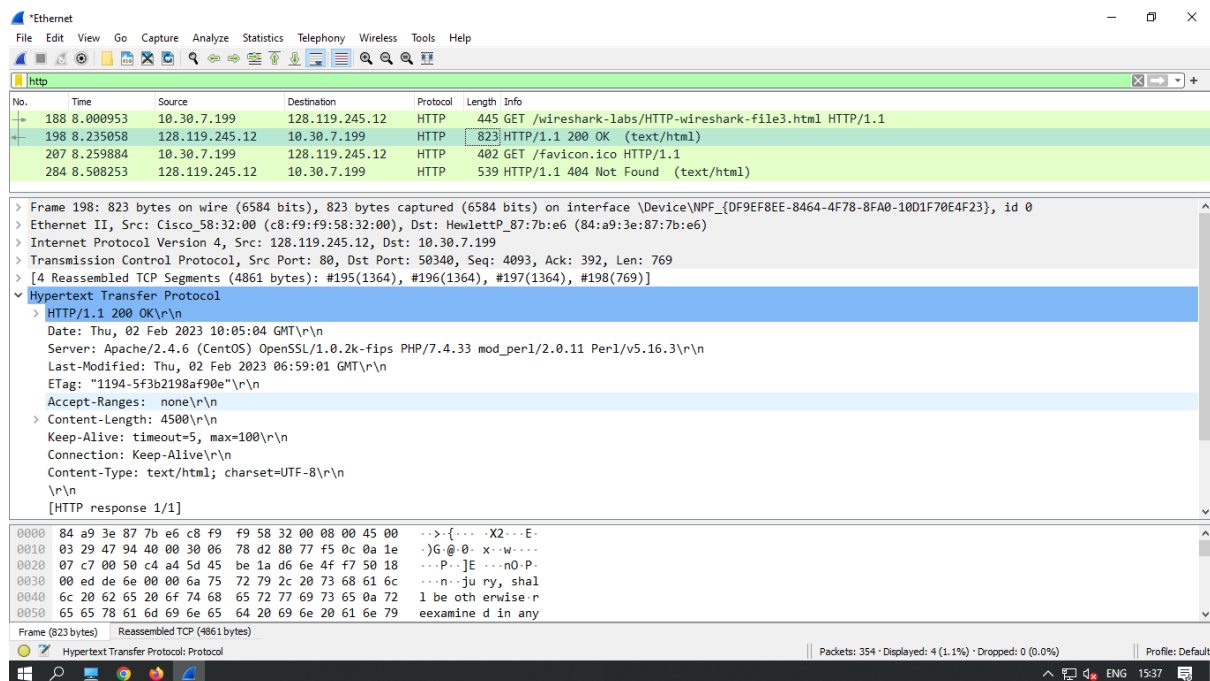 *Ethernet
File Edit View Go Capture Analyze Statistics Telephony Wireless Tools Help
http
No. Time Source Destination Protocol Length Info
188 8.000953 10.30.7.199 128.119.245.12 HTTP 445 GET /wireshark-labs/HTTP-wireshark-file3.html HTTP/1.1
198 8.235058 128.119.245.12 10.30.7.199 HTTP 823 HTTP/1.1 200 OK (text/html)
207 8.259884 10.30.7.199 128.119.245.12 HTTP 402 GET /favicon.ico HTTP/1.1
284 8.508253 128.119.245.12 10.30.7.199 HTTP 539 HTTP/1.1 404 Not Found (text/html)
> Frame 198: 823 bytes on wire (6584 bits), 823 bytes captured (6584 bits) on interface \Device\NPF_{DF9EF8EE-8464-4F78-8FA0-10D1F70E4F23}, id 0
> Ethernet II, Src: Cisco_58:32:00 (c8:f9:f9:58:32:00), Dst: HewlettP_87:7b:e6 (84:a9:3e:87:7b:e6)
> Internet Protocol Version 4, Src: 128.119.245.12, Dst: 10.30.7.199
> Transmission Control Protocol, Src Port: 80, Dst Port: 50340, Seq: 4093, Ack: 392, Len: 769
> [4 Reassembled TCP Segments (4861 bytes): #195(1364), #196(1364), #197(1364), #198(769)]
Hypertext Transfer Protocol
> HTTP/1.1 200 OK\r\n
Date: Thu, 02 Feb 2023 10:05:04 GMT\r\n
Server: Apache/2.4.6 (CentOS) OpenSSL/1.0.2k-fips PHP/7.4.33 mod_perl/2.0.11 Perl/v5.16.3\r\n
Last-Modified: Thu, 02 Feb 2023 06:59:01 GMT\r\n
ETag: "1194-5f3b2198af90e"\r\n
Accept-Ranges: none\r\n
> Content-Length: 4500\r\n
Keep-Alive: timeout=5, max=100\r\n
Connection: Keep-Alive\r\n
Content-Type: text/html; charset=UTF-8\r\n
\r\n
[HTTP response 1/1]
0000 84 a9 3e 87 7b e6 c8 f9 f9 58 32 00 08 00 45 00 ··>·{··· ·X2···E·
0010 03 29 47 94 40 00 30 06 78 d2 80 77 f5 0c 0a 1e ·)G·@·0· x··w····
0020 07 c7 00 50 c4 a4 5d 45 be 1a d6 6e 4f f7 50 18 ···P··]E ···nO·P·
0030 00 ed de 6e 00 00 6a 75 72 79 2c 20 73 68 61 6c ···n··ju ry, shal
0040 6c 20 62 65 20 6f 74 68 65 72 77 69 73 65 0a 72 l be oth erwise·r
0050 65 65 78 61 6d 69 6e 65 64 20 69 6e 20 61 6e 79 eexamine d in any
Frame (823 bytes) Reassembled TCP (4861 bytes)
Hypertext Transfer Protocol: Protocol Packets: 354 · Displayed: 4 (1.1%) · Dropped: 0 (0.0%) Profile: Default
ENG 15:37